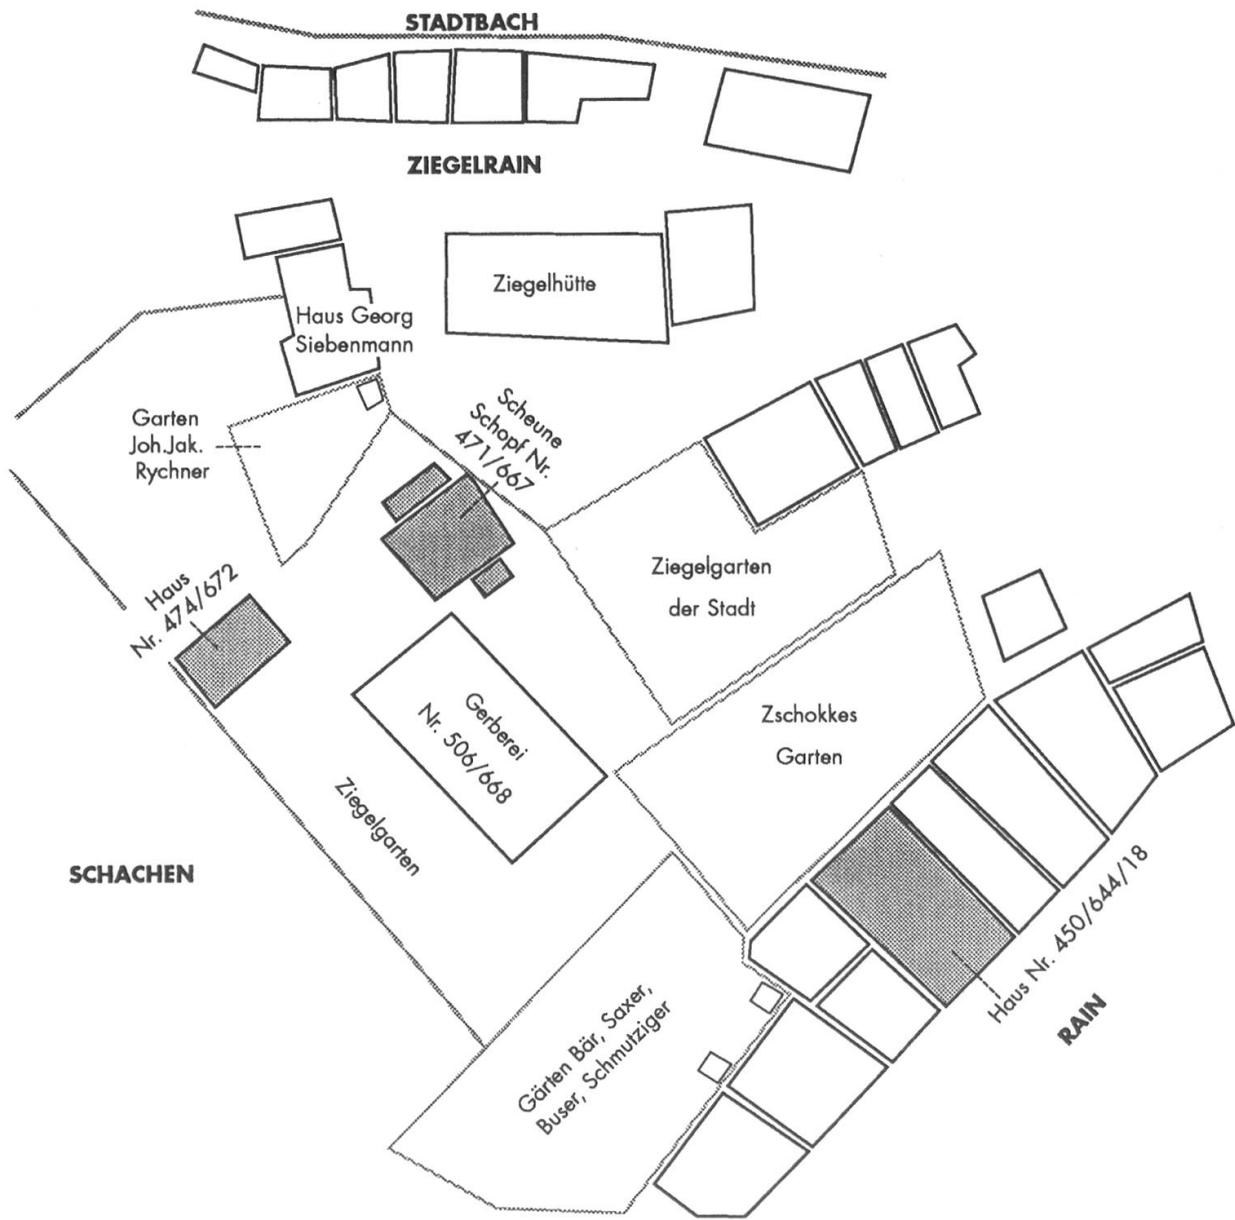 STADTBACH
ZIEGELRAIN
Ziegelhütte
Haus Georg
Siebenmann
Garten
Joh.Jak.
Rychner
Scheune
Schopf Nr.
471/667
Haus
Nr. 474/672
Ziegelgarten
der Stadt
Gerberei
Nr. 506/668
Zschokkes
Garten
Ziegelgarten
SCHACHEN
Haus Nr. 450/644/18
RAIN
Gärten Bär, Saxer,
Buser, Schmutziger